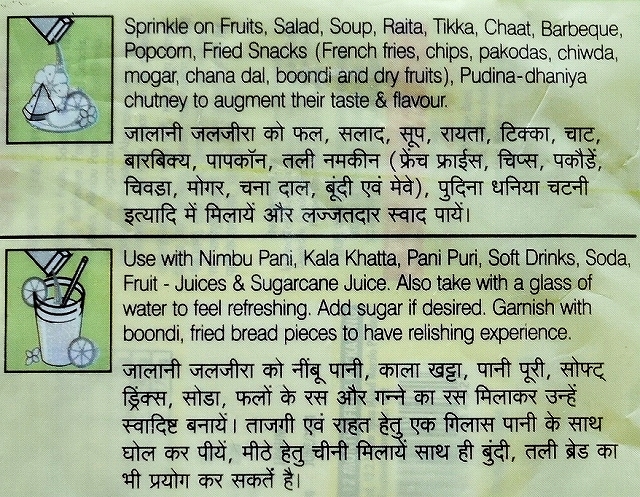 Sprinkle on Fruits, Salad, Soup, Raita, Tikka, Chaat, Barbeque,
Popcorn, Fried Snacks (French fries, chips, pakodas, chiwda,
mogar, chana dal, boondi and dry fruits), Pudina-dhaniya
chutney to augment their taste & flavour.
जालानी जलजीरा को फल, सलाद, सूप, रायता, टिक्का, चाट,
बारबिक्य, पापकॉन, तली नमकीन (फ्रेंच फ्राईस, चिप्स, पकौड़ें,
चिवडा, मोगर, चना दाल, बूंदी एवं मेवे), पुदिना धनिया चटनी
इत्यादि में मिलायें और लज्जतदार स्वाद पायें।
Use with Nimbu Pani, Kala Khatta, Pani Puri, Soft Drinks, Soda,
Fruit - Juices & Sugarcane Juice. Also take with a glass of
water to feel refreshing. Add sugar if desired. Garnish with
boondi, fried bread pieces to have relishing experience.
जालानी जलजीरा को नींबू पानी, काला खट्टा, पानी पूरी, सोफ्ट्
ड्रिंक्स, सोडा, फलों के रस और गन्ने का रस मिलाकर उन्हें
स्वादिष्ट बनायें। ताजगी एवं राहत हेतु एक गिलास पानी के साथ
घोल कर पीयें, मीठे हेतु चीनी मिलायें साथ ही बुंदी, तली ब्रेड का
भी प्रयोग कर सकतें है।